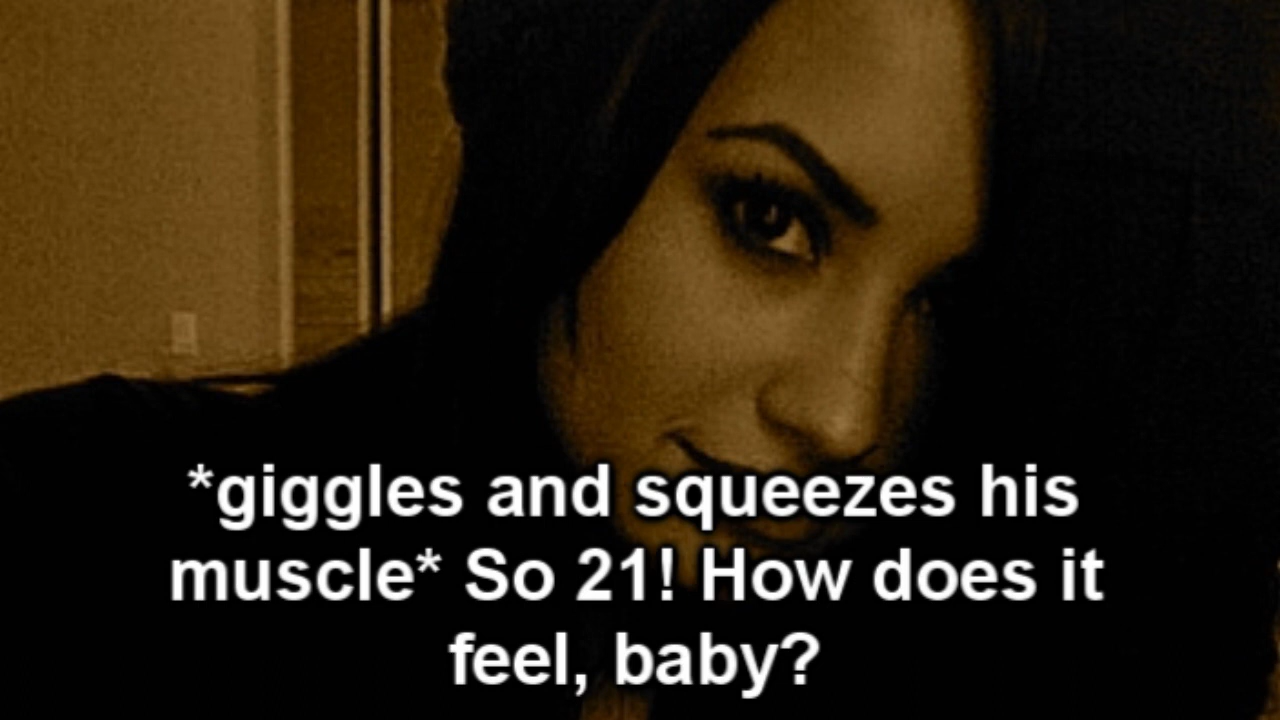 *giggles and squeezes his
muscle* So 21! How does it
feel, baby?